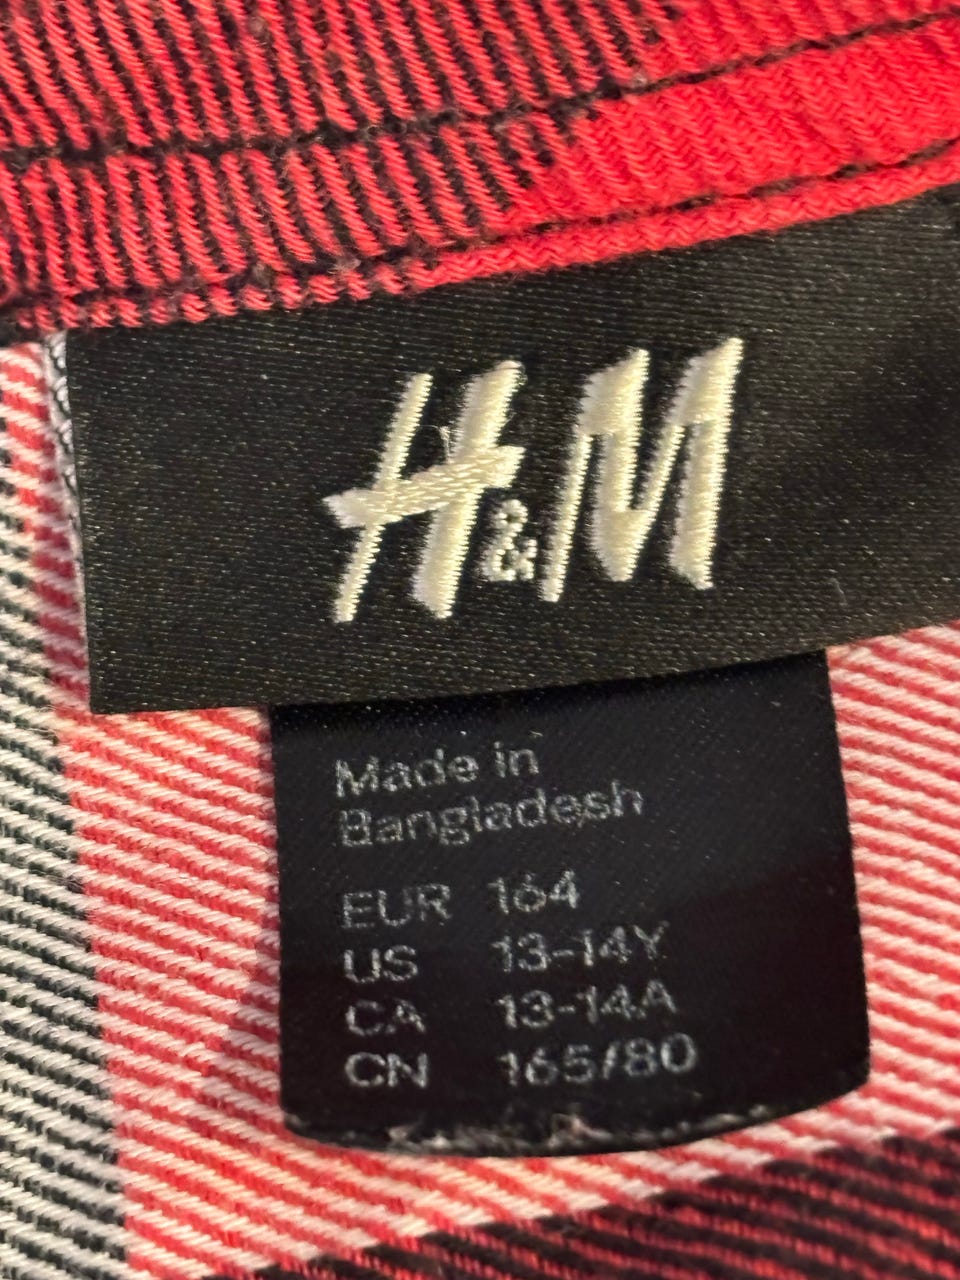 H&M
Made in
Bangladesh
EUR 164
US 13-14Y
CA 13-14A
CN 165/80